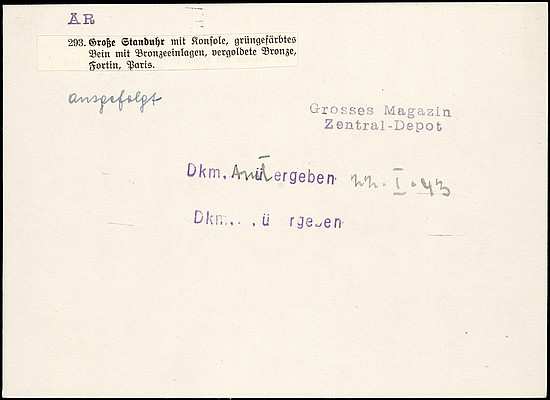 ÄR
293. Große Standuhr mit Konsole, grüngefärbtes
Bein mit Bronzeeinlagen, vergoldete Bronze,
Fortin, Paris.
ausgefolgt
Grosses Magazin
Zentral-Depot
Dkm. Amt übergeben 22. I. 43
Dkm.